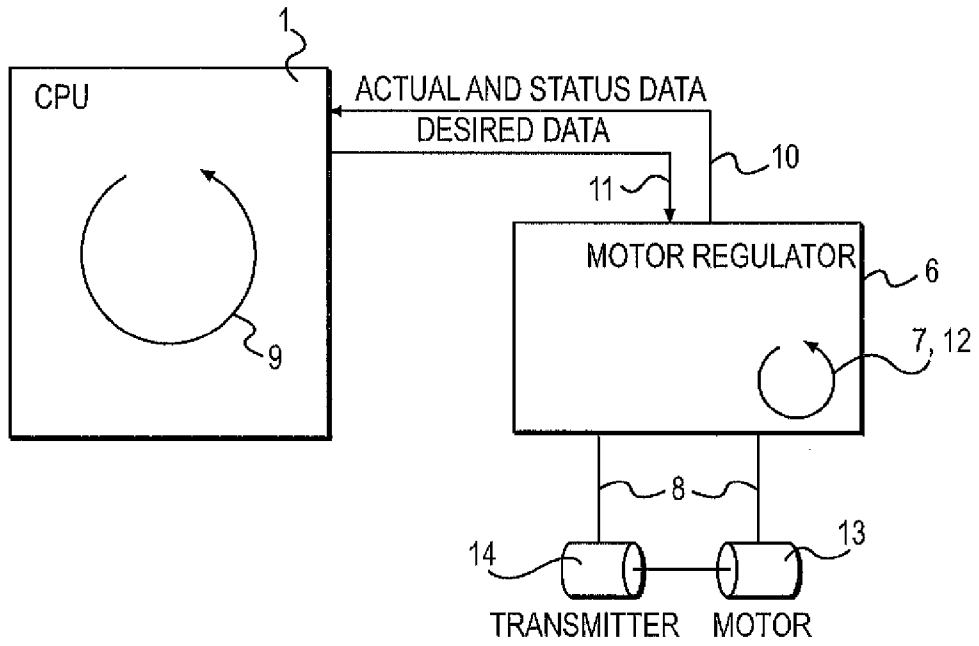 1
CPU
ACTUAL AND STATUS DATA
DESIRED DATA
10
11
MOTOR REGULATOR
6
9
7, 12
8
14
13
TRANSMITTER
MOTOR